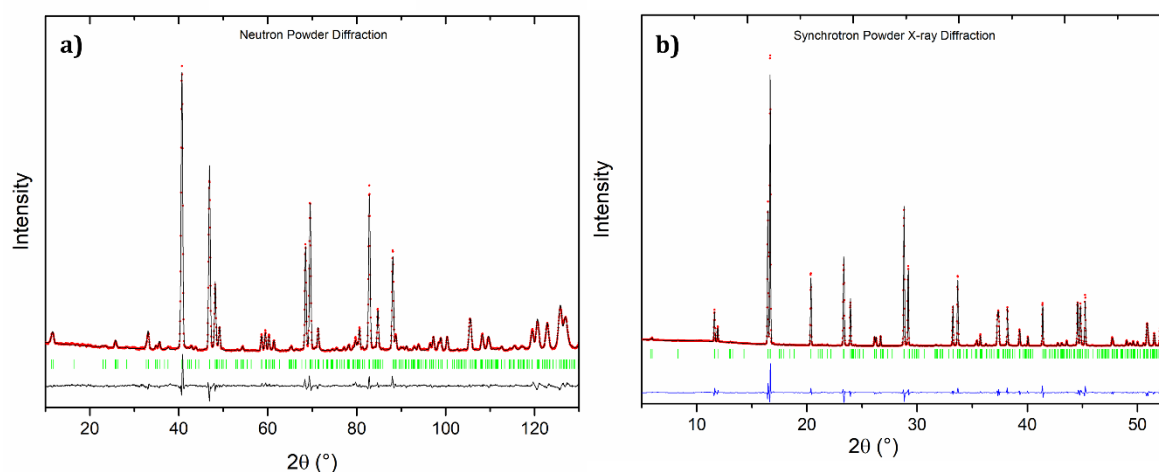 a)
Neutron Powder Diffraction
Intensity
20 40 60 80 100 120
2θ (°)
b)
Synchrotron Powder X-ray Diffraction
Intensity
10 20 30 40 50
2θ (°)